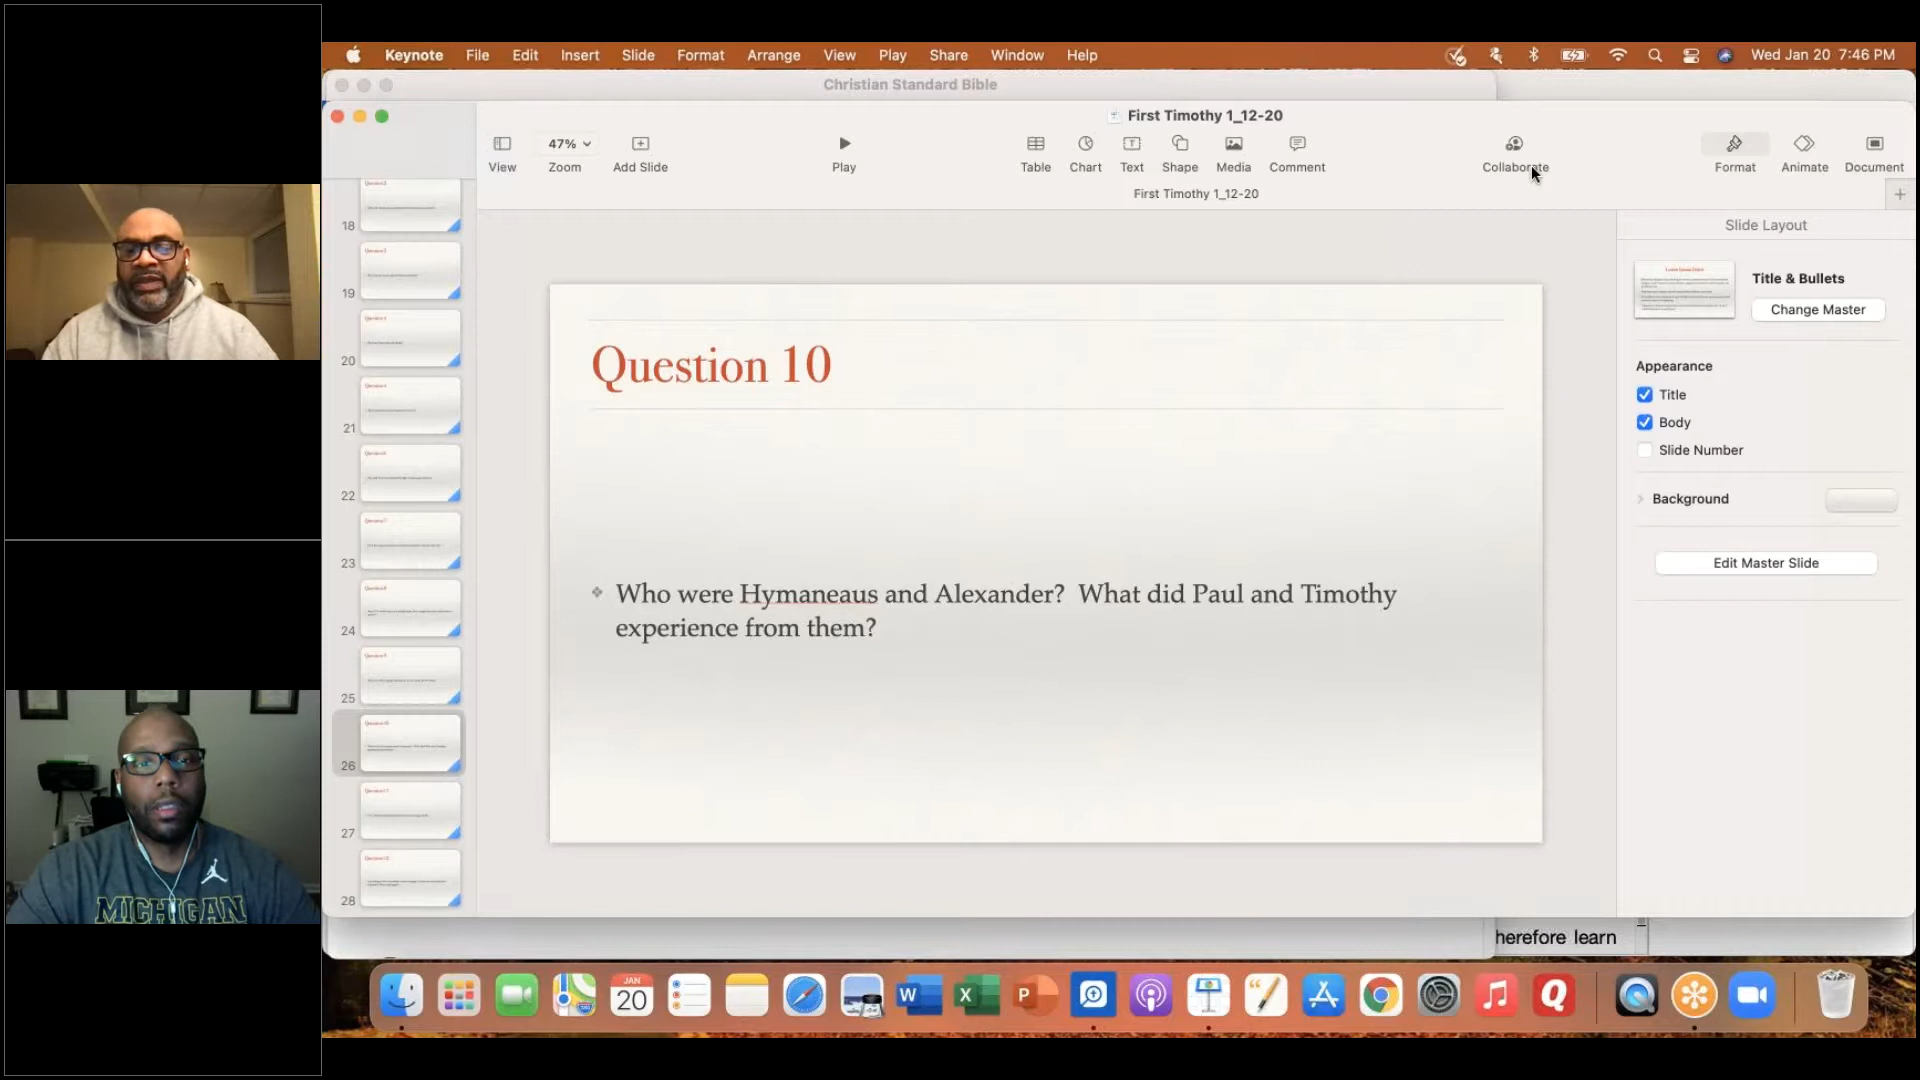 Keynote File Edit Insert Slide Format Arrange View Play Share Window Help Wed Jan 20 7:46 PM
Christian Standard Bible
First Timothy 1_12-20
47%
View Zoom Add Slide Play Table Chart Text Shape Media Comment Collaborate Format Animate Document
First Timothy 1_12-20
Slide Layout
Title & Bullets
Change Master
Appearance
Title
Body
Slide Number
Background
Edit Master Slide
18
19
20
21
22
23
24
25
26
27
28
Question 10
Who were Hymaneaus and Alexander? What did Paul and Timothy
experience from them?
herefore learn
MICHIGAN
JAN
20